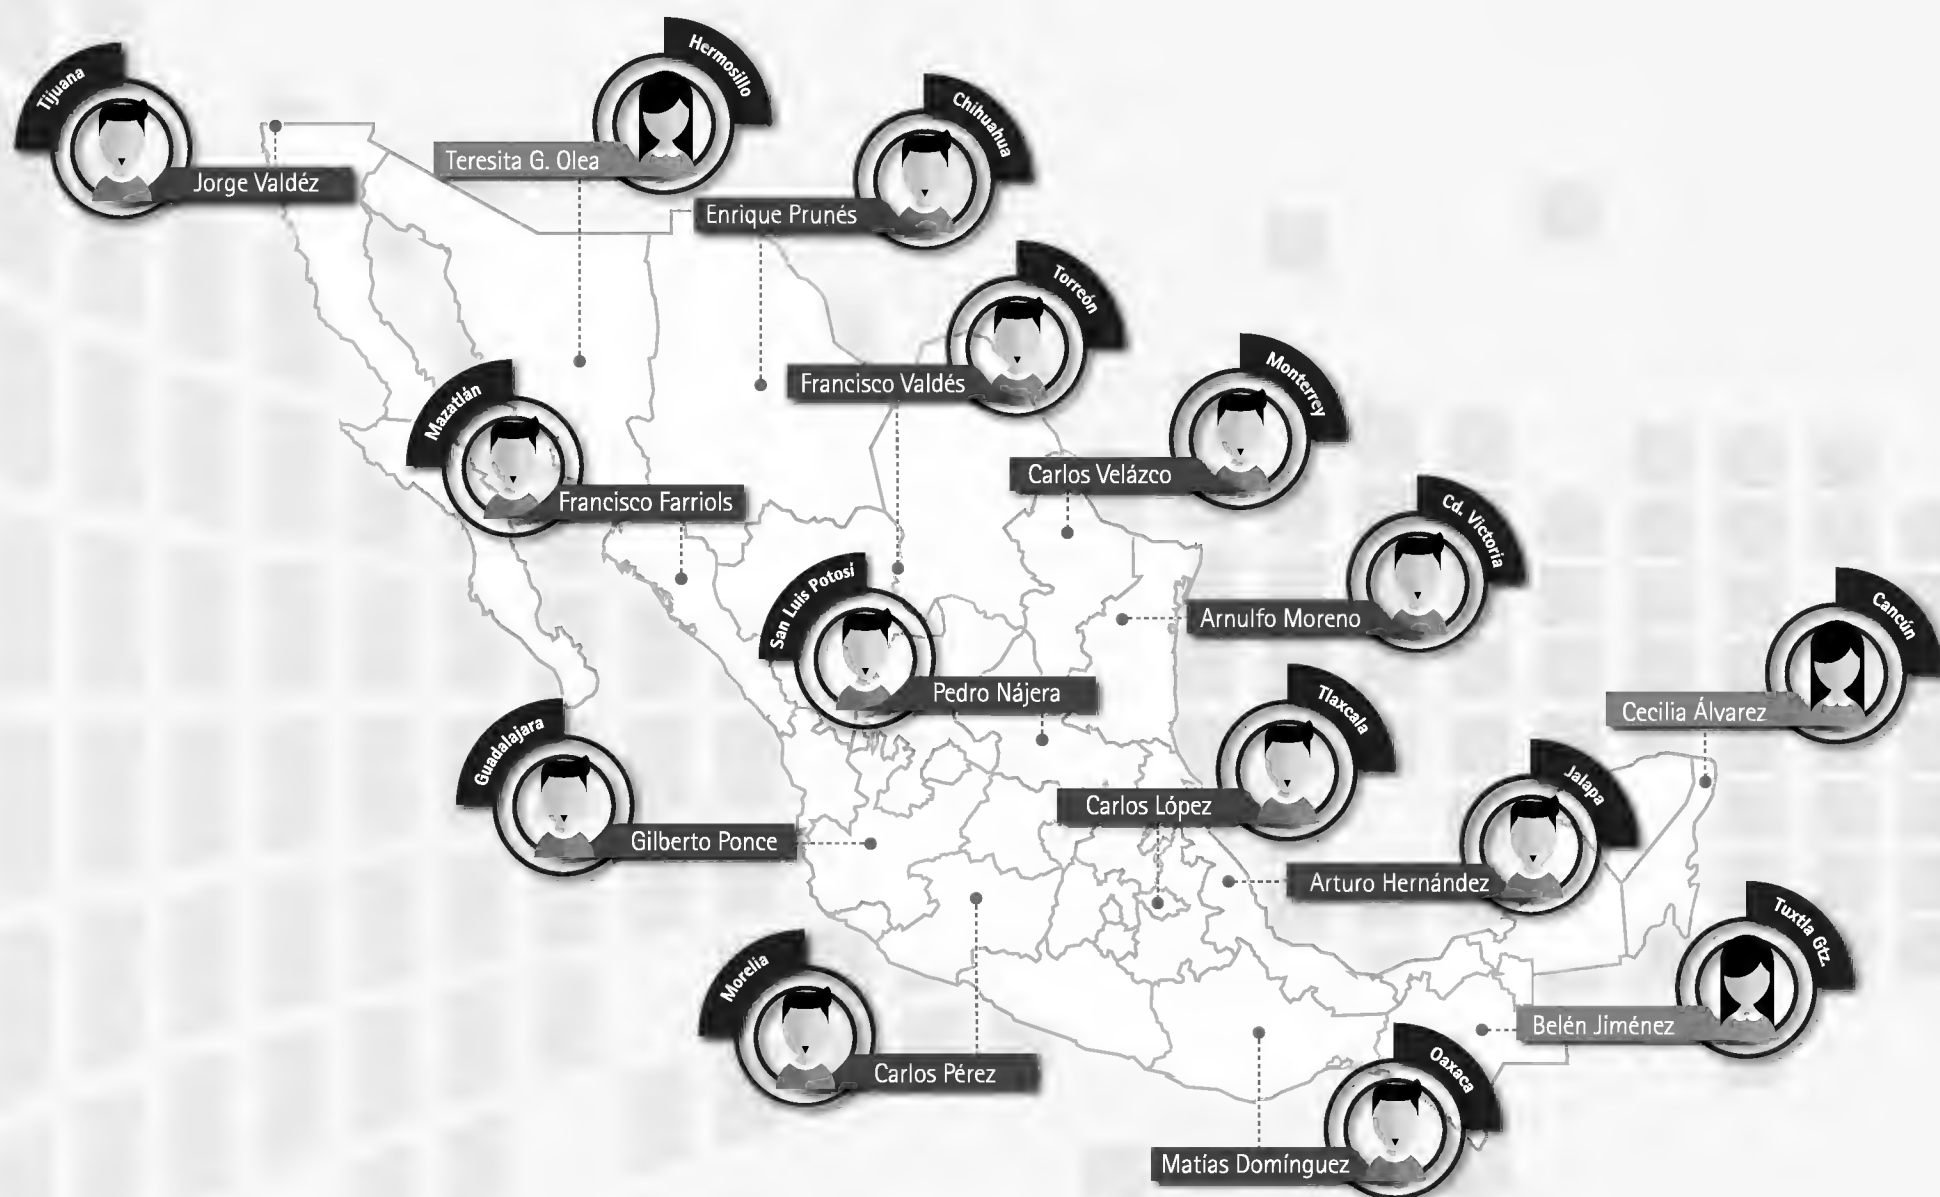 Tijuana
Jorge Valdéz
Hermosillo
Teresita G. Olea
Chihuahua
Enrique Prunés
Torreón
Francisco Valdés
Monterrey
Carlos Velázco
Mazatlán
Francisco Farriols
Cd. Victoria
Arnulfo Moreno
San Luis Potosí
Pedro Nájera
Cancún
Cecilia Álvarez
Tlaxcala
Carlos López
Guadalajara
Gilberto Ponce
Jalapa
Arturo Hernández
Tuxtla Gtz.
Belén Jiménez
Morelia
Carlos Pérez
Oaxaca
Matías Domínguez